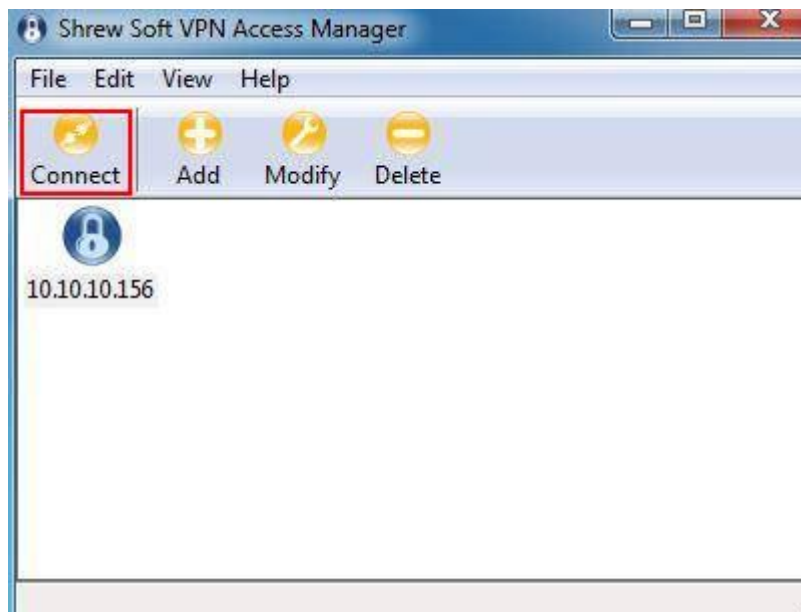 Shrew Soft VPN Access Manager
File Edit View Help
Connect Add Modify Delete
10.10.10.156